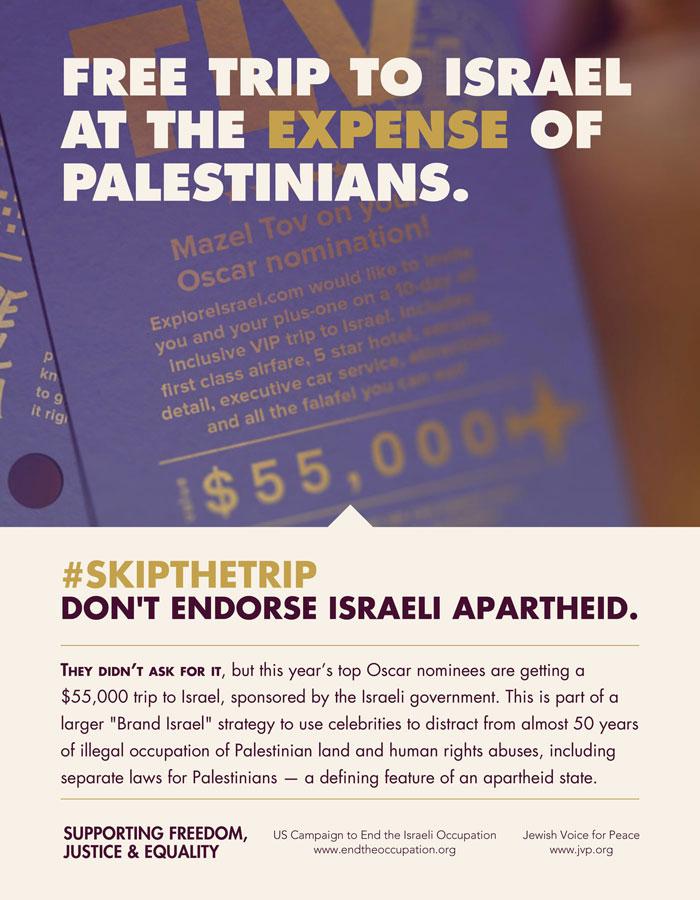 TLV
FREE TRIP TO ISRAEL
AT THE EXPENSE OF
PALESTINIANS.
Mazel Tov on your
Oscar nomination!
ExploreIsrael.com would like to invite
you and your plus-one on a 10-day all
inclusive VIP trip to Israel. Includes
first class airfare, 5 star hotel, security
detail, executive car service, attractions
and all the falafel you can eat!
$55,000+
to g
it rig
#SKIPTHETRIP
DON'T ENDORSE ISRAELI APARTHEID.
THEY DIDN'T ASK FOR IT, but this year's top Oscar nominees are getting a
$55,000 trip to Israel, sponsored by the Israeli government. This is part of a
larger "Brand Israel" strategy to use celebrities to distract from almost 50 years
of illegal occupation of Palestinian land and human rights abuses, including
separate laws for Palestinians — a defining feature of an apartheid state.
SUPPORTING FREEDOM,
JUSTICE & EQUALITY
US Campaign to End the Israeli Occupation
www.endtheoccupation.org
Jewish Voice for Peace
www.jvp.org